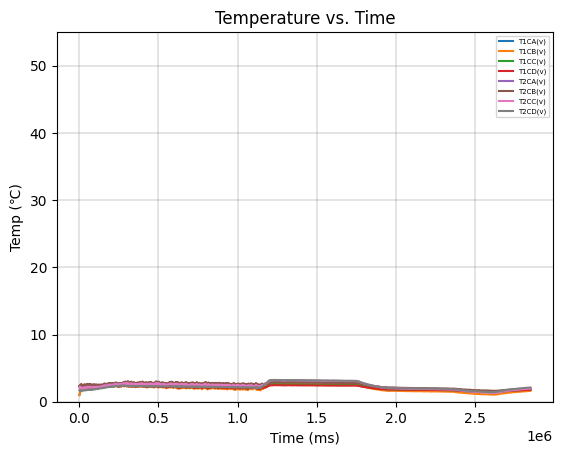 Temperature vs. Time
Temp (℃)
50
40
30
20
10
0
T1CA(v)
T1CB(v)
T1CC(v)
T1CD(v)
T2CA(v)
T2CB(v)
T2CC(v)
T2CD(v)
0.0 0.5 1.0 1.5 2.0 2.5
1e6
Time (ms)